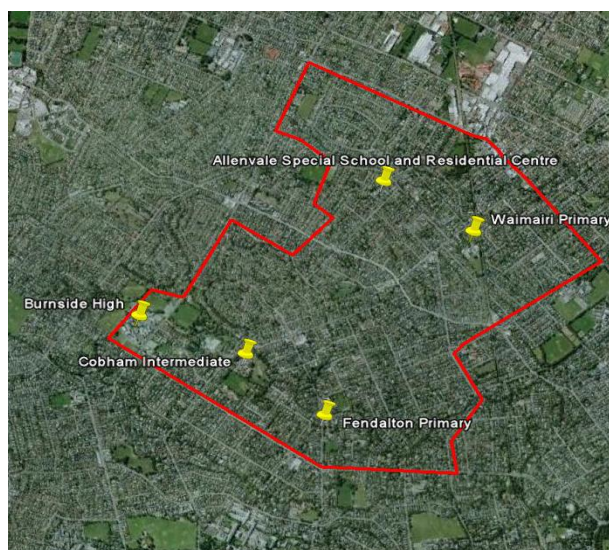 Allenvale Special School and Residential Centre
Waimairi Primary
Burnside High
Cobham Intermediate
Fendalton Primary